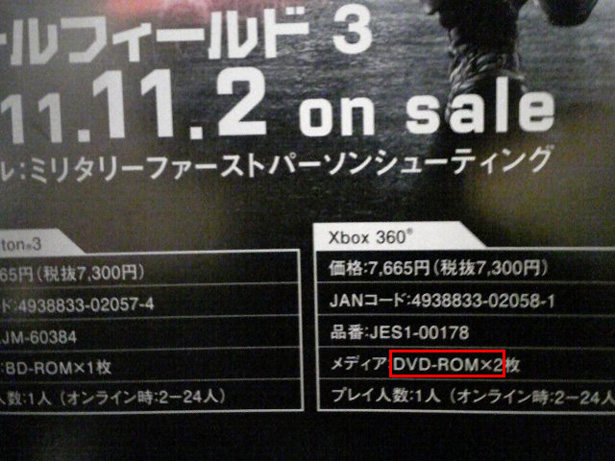 ールフィールド 3
11.11.2 on sale
ル:ミリタリーファーストパーソンシューティング
ton®3
65円(税抜7,300円)
ド:4938833-02057-4
JM-60384
:BD-ROM×1枚
人数:1人 (オンライン時:2−24人)
Xbox 360®
価格:7,665円(税抜7,300円)
JANコード:4938833-02058-1
品番:JES1-00178
メディア:DVD-ROM×2枚
プレイ人数:1人 (オンライン時:2−24人)